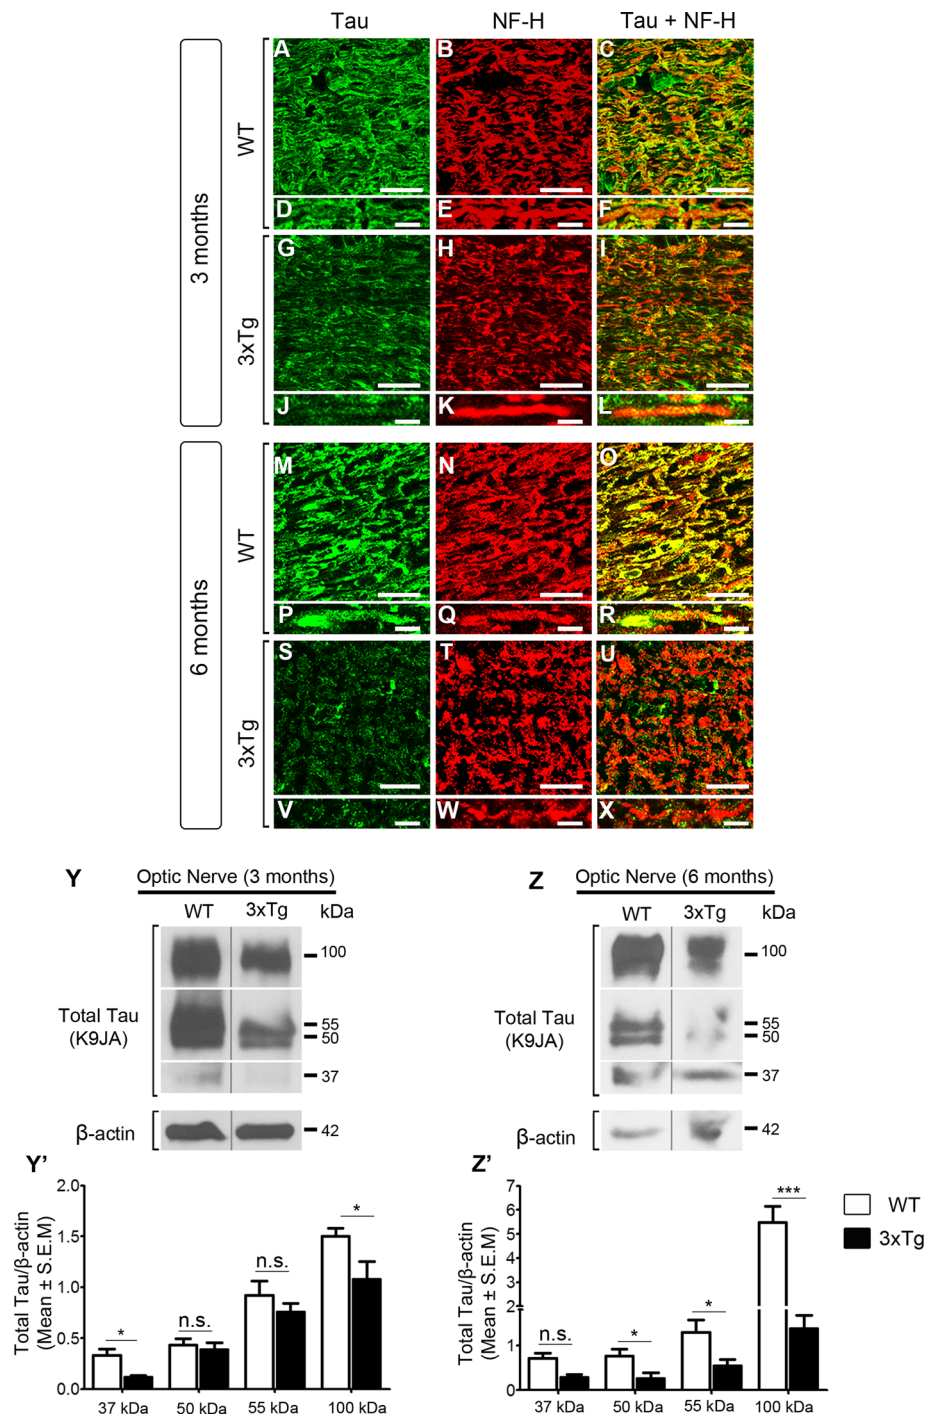 Tau NF-H Tau + NF-H
3 months
WT
A B C
D E F
3xTg
G H I
J K L
6 months
WT
M N O
P Q R
3xTg
S T U
V W X
Y
Optic Nerve (3 months)
WT 3xTg kDa
100
Total Tau
(K9JA)
55
50
37
β-actin 42
Z
Optic Nerve (6 months)
WT 3xTg kDa
100
Total Tau
(K9JA)
55
50
37
β-actin 42
Y'
Total Tau/β-actin
(Mean ± S.E.M)
2.0
1.5
1.0
0.5
0.0
* n.s. n.s. *
37 kDa 50 kDa 55 kDa 100 kDa
Z'
Total Tau/β-actin
(Mean ± S.E.M)
7
6
5
4
3
2
2
1
0
n.s. * * ***
37 kDa 50 kDa 55 kDa 100 kDa
WT
3xTg